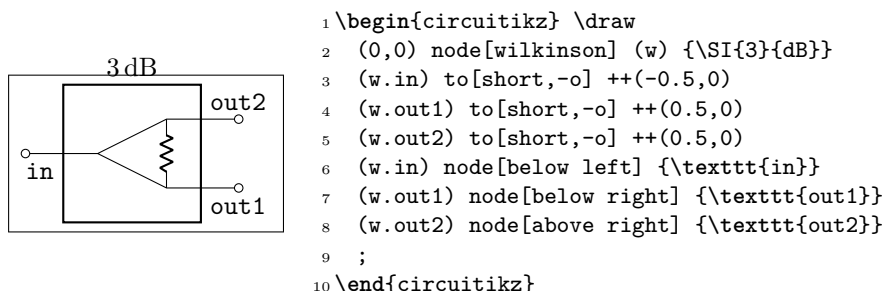 3 dB
out2
in
out1
1 \begin{circuitikz} \draw
2 (0,0) node[wilkinson] (w) {\SI{3}{dB}}
3 (w.in) to[short,-o] ++(-0.5,0)
4 (w.out1) to[short,-o] ++(0.5,0)
5 (w.out2) to[short,-o] ++(0.5,0)
6 (w.in) node[below left] {\texttt{in}}
7 (w.out1) node[below right] {\texttt{out1}}
8 (w.out2) node[above right] {\texttt{out2}}
9 ;
10 \end{circuitikz}